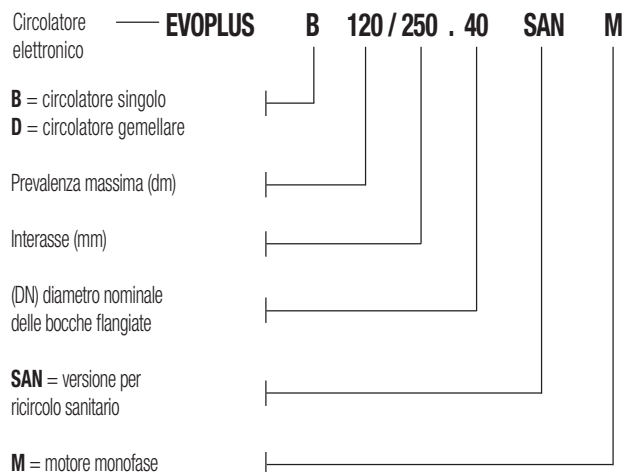 Circolatore
elettronico
EVOPLUS B 120 / 250 . 40 SAN M
B = circolatore singolo
D = circolatore gemellare
Prevalenza massima (dm)
Interasse (mm)
(DN) diametro nominale
delle bocche flangiate
SAN = versione per
ricircolo sanitario
M = motore monofase